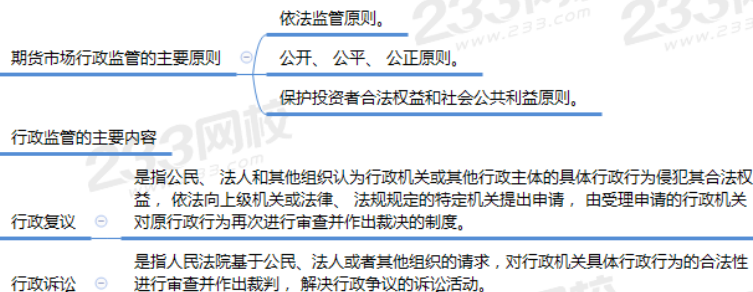 依法监管原则。
期货市场行政监管的主要原则
公开、 公平、 公正原则。
保护投资者合法权益和社会公共利益原则。
行政监管的主要内容
是指公民、 法人和其他组织认为行政机关或其他行政主体的具体行政行为侵犯其合法权
益， 依法向上级机关或法律、 法规规定的特定机关提出申请， 由受理申请的行政机关
行政复议
对原行政行为再次进行审查并作出裁决的制度。
是指人民法院基于公民、法人或者其他组织的请求，对行政机关具体行政行为的合法性
行政诉讼
进行审查并作出裁判， 解决行政争议的诉讼活动。
233网校
www.233.com